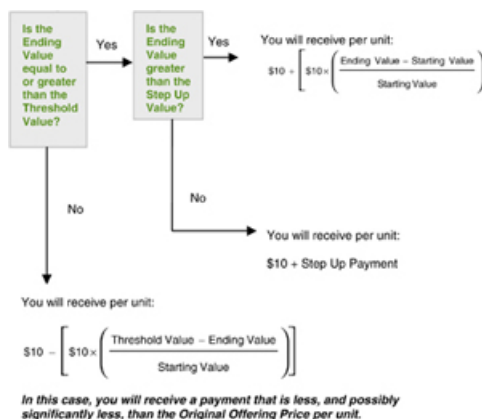 Is the
Ending
Value
equal to
or greater
than the
Threshold
Value?
Yes
Is the
Ending
Value
greater
than the
Step Up
Value?
Yes
You will receive per unit:
$10 + [$10 × (Ending Value – Starting Value
Starting Value)
No
No
You will receive per unit:
$10 + Step Up Payment
You will receive per unit:
$10 – [$10 × (Threshold Value – Ending Value
Starting Value)]
In this case, you will receive a payment that is less, and possibly
significantly less, than the Original Offering Price per unit.